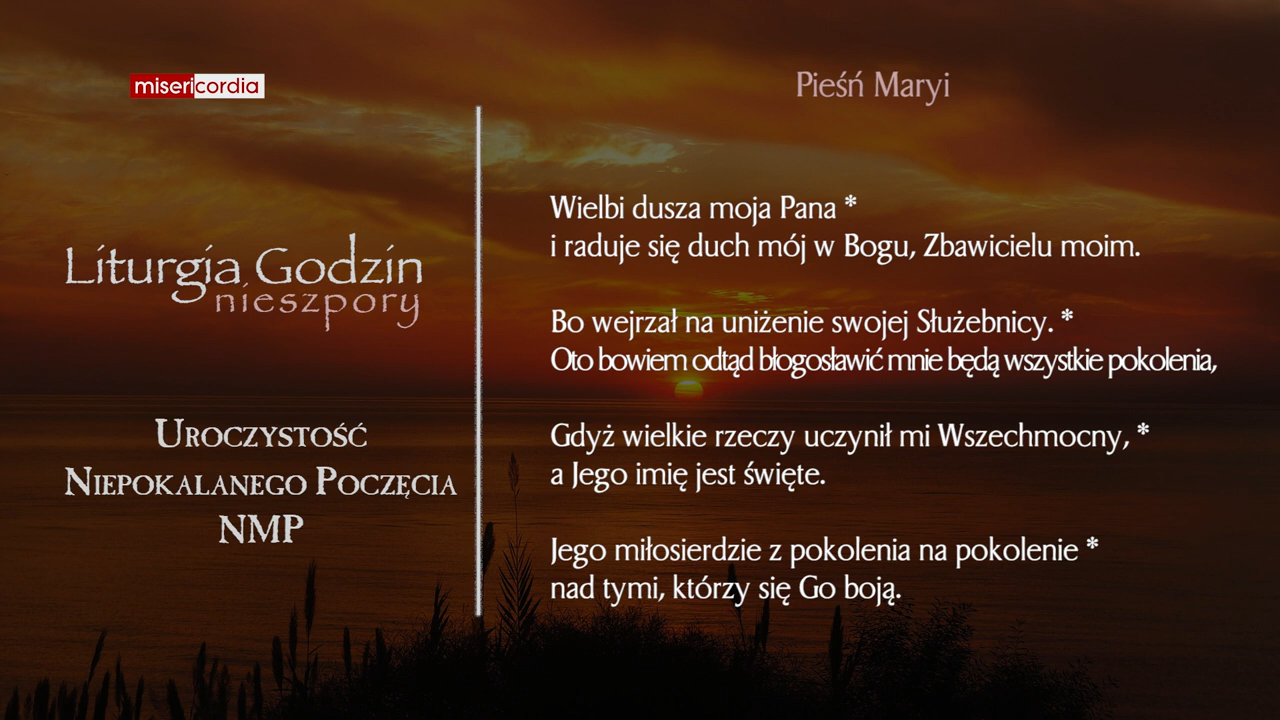 misericordia
Liturgia Godzin
nieszpory
Uroczystość
Niepokalanego Poczęcia
NMP
Pieśń Maryi
Wielbi dusza moja Pana *
i raduje się duch mój w Bogu, Zbawicielu moim.
Bo wejrzał na uniżenie swojej Służebnicy. *
Oto bowiem odtąd błogosławić mnie będą wszystkie pokolenia,
Gdyż wielkie rzeczy uczynił mi Wszechmocny, *
a Jego imię jest święte.
Jego miłosierdzie z pokolenia na pokolenie *
nad tymi, którzy się Go boją.